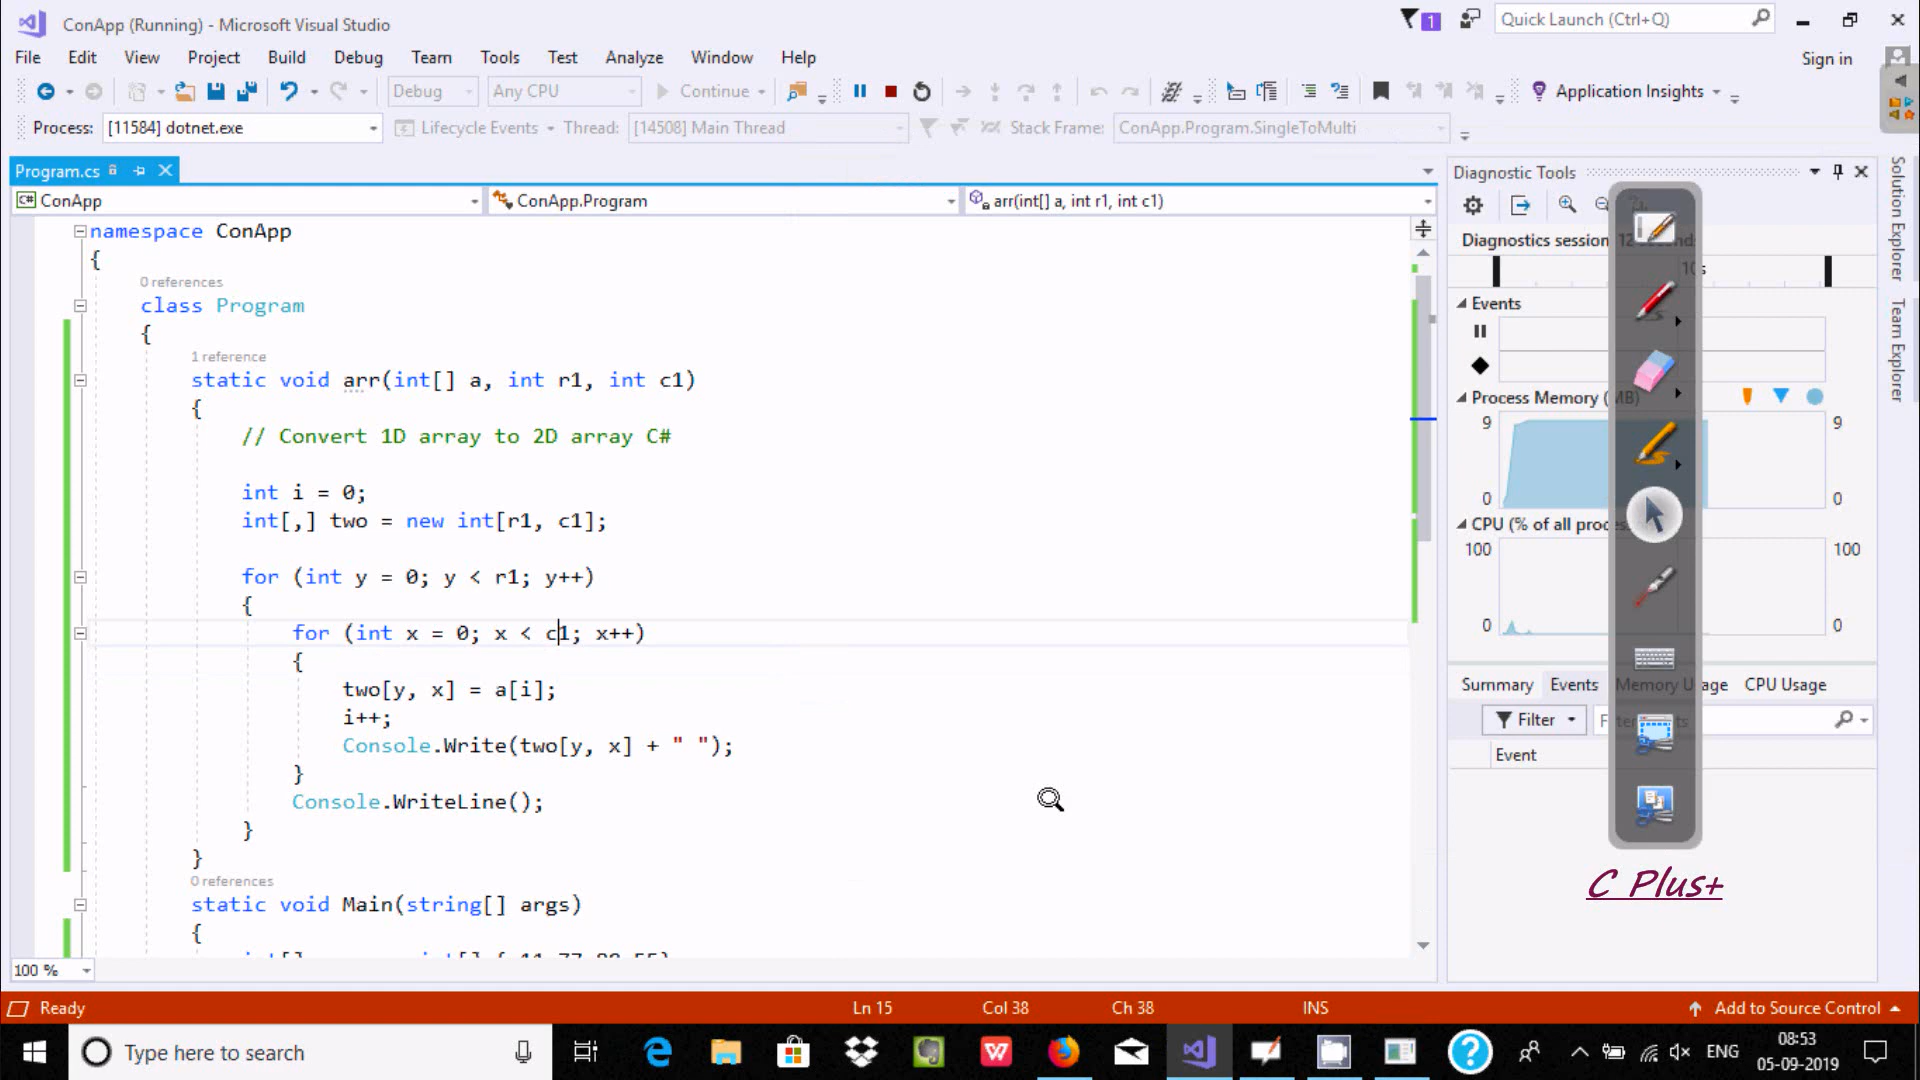 ConApp (Running) - Microsoft Visual Studio
1
Quick Launch (Ctrl+Q)
File Edit View Project Build Debug Team Tools Test Analyze Window Help
Sign in
Debug Any CPU Continue Application Insights
Process: [11584] dotnet.exe Lifecycle Events Thread: [14508] Main Thread Stack Frame: ConApp.Program.SingleToMulti
Program.cs
ConApp ConApp.Program arr(int[] a, int r1, int c1)
namespace ConApp
{
0 references
class Program
{
1 reference
static void arr(int[] a, int r1, int c1)
{
// Convert 1D array to 2D array C#
int i = 0;
int[,] two = new int[r1, c1];
for (int y = 0; y < r1; y++)
{
for (int x = 0; x < c1; x++)
{
two[y, x] = a[i];
i++;
Console.Write(two[y, x] + " ");
}
Console.WriteLine();
}
}
0 references
static void Main(string[] args)
{
100 %
Diagnostic Tools
Diagnostics session
Events
Process Memory (MB)
9 9
0 0
CPU (% of all
100 100
0 0
Summary Events Memory Usage CPU Usage
Filter
Event
Solution Explorer
Team Explorer
C Plus+
Ready Ln 15 Col 38 Ch 38 INS Add to Source Control
Type here to search
ENG
08:53
05-09-2019